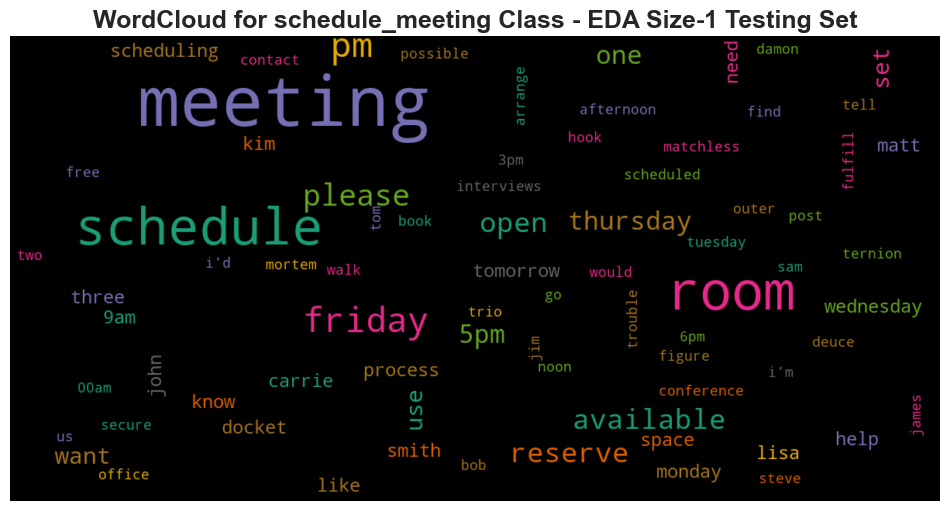 WordCloud for schedule_meeting Class - EDA Size-1 Testing Set
scheduling
contact
pm
possible
one
need
damon
set
meeting
arrange
afternoon
find
tell
kim
hook
matchless
fulfill
matt
3pm
free
interviews
scheduled
please
schedule
tom
book
open
thursday
outer
post
tuesday
two
i'd
mortem
walk
tomorrow
would
sam
ternion
room
three
9am
friday
trio
go
5pm
trouble
wednesday
6pm
jim
figure
deuce
noon
john
carrie
process
i'm
OOam
know
use
conference
james
secure
docket
available
us
want
smith
reserve
space
help
lisa
office
bob
monday
steve
like